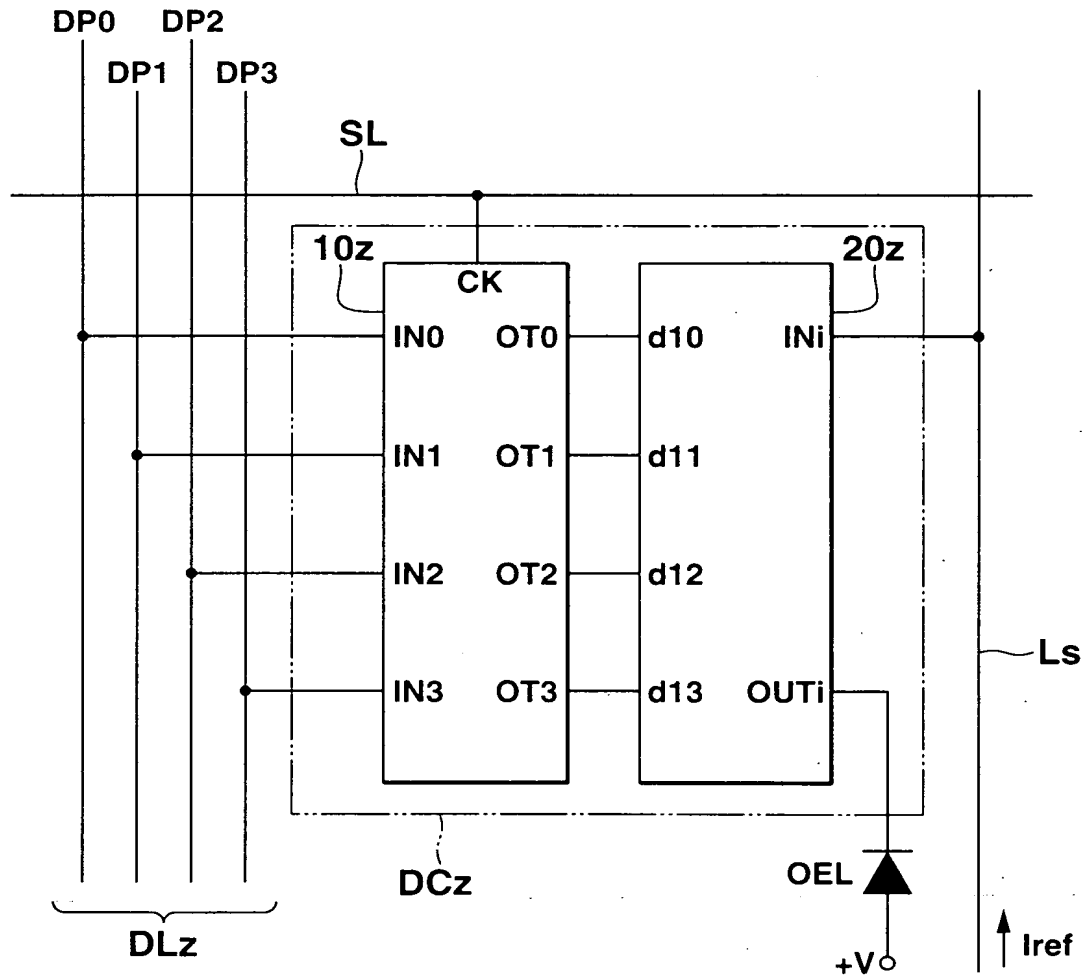 DP0 DP2
DP1 DP3
SL
10z 20z
CK
IN0 OT0 d10 INi
IN1 OT1 d11
IN2 OT2 d12
Ls
IN3 OT3 d13 OUTi
OEL
DCz
DLz
+V Iref